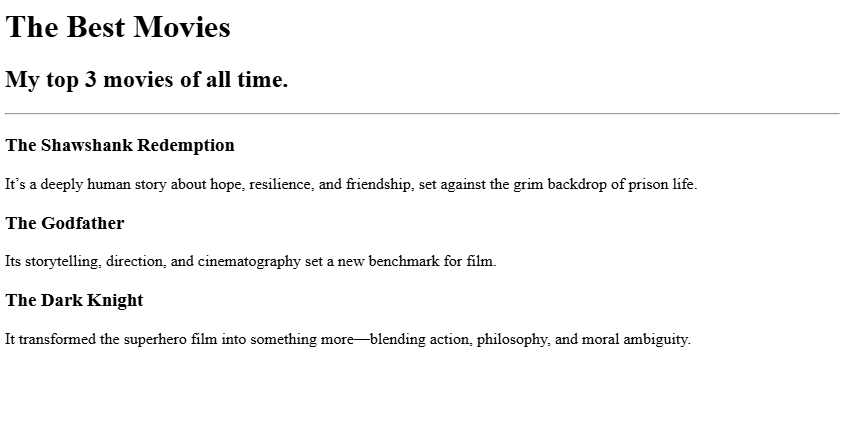 The Best Movies
My top 3 movies of all time.
The Shawshank Redemption
It’s a deeply human story about hope, resilience, and friendship, set against the grim backdrop of prison life.
The Godfather
Its storytelling, direction, and cinematography set a new benchmark for film.
The Dark Knight
It transformed the superhero film into something more—blending action, philosophy, and moral ambiguity.